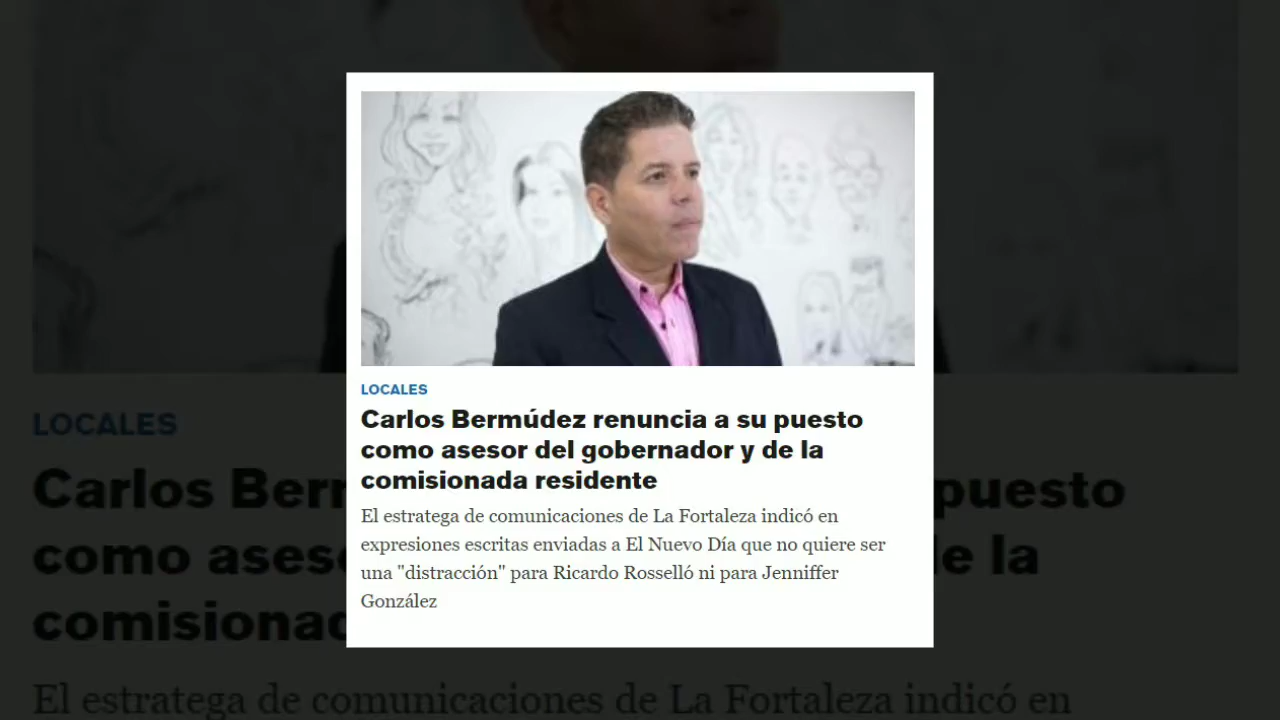 LOCALES
Carlos Bermúdez renuncia a su puesto
como asesor del gobernador y de la
comisionada residente
El estratega de comunicaciones de La Fortaleza indicó en
expresiones escritas enviadas a El Nuevo Día que no quiere ser
una "distracción" para Ricardo Rosselló ni para Jenniffer
González
LOCALES
Carlos Ber puesto
como ases e la
comisionad
El estratega de comunicaciones de La Fortaleza indicó en